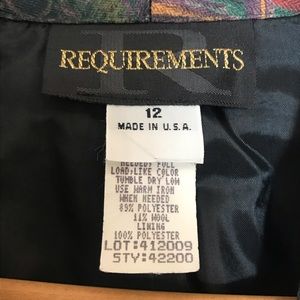 R
REQUIREMENTS
12
MADE IN U.S.A.
NEEDED/ FULL
LOAD/LIKE COLOR
TUMBLE DRY LOW
USE WARM IRON
89% POLYESTER
11% WOOL
LINING
100% POLYESTER
LOT:412009
STY:42200